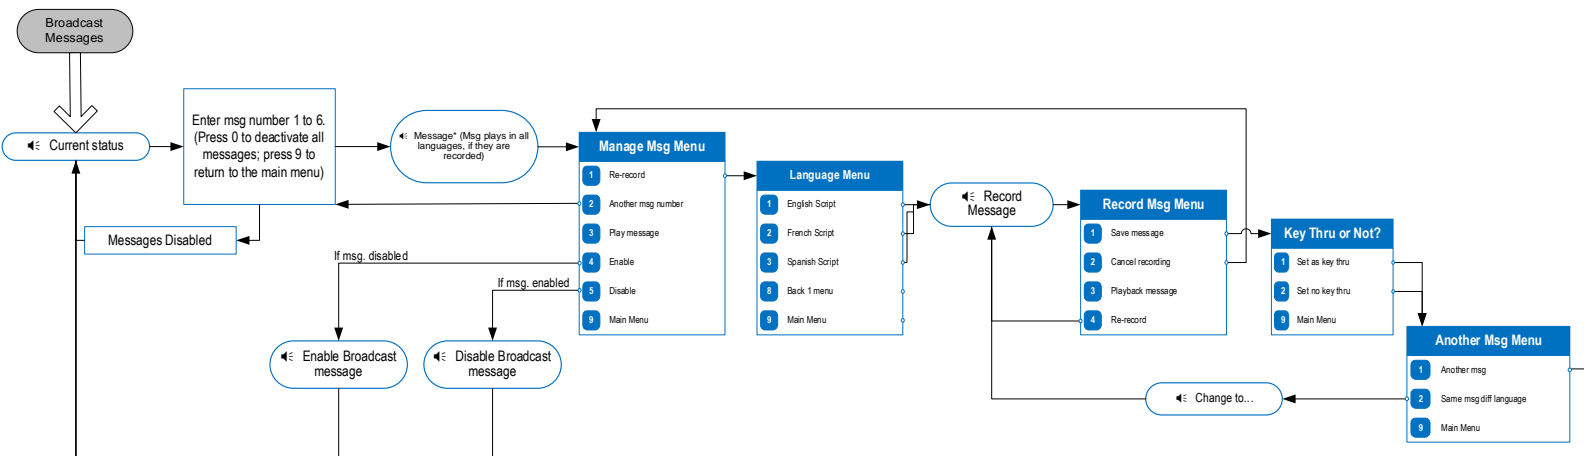 Broadcast
Messages
Current status
Enter msg number 1 to 6.
(Press 0 to deactivate all
messages; press 9 to
return to the main menu)
Messages Disabled
Message* (Msg plays in all
languages, if they are
recorded)
Manage Msg Menu
1 Re-record
2 Another msg number
3 Play message
4 Enable
5 Disable
9 Main Menu
If msg. disabled
If msg. enabled
Enable Broadcast
message
Disable Broadcast
message
Language Menu
1 English Script
2 French Script
3 Spanish Script
8 Back 1 menu
9 Main Menu
Record
Message
Record Msg Menu
1 Save message
2 Cancel recording
3 Playback message
4 Re-record
Key Thru or Not?
1 Set as key thru
2 Set no key thru
9 Main Menu
Another Msg Menu
1 Another msg
2 Same msg diff language
9 Main Menu
Change to...